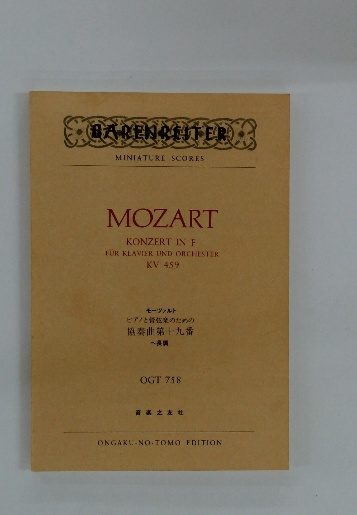 BÄRENREITER
MINIATURE SCORES
MOZART
KONZERT IN F
FÜR KLAVIER UND ORCHESTER
KV 459
モーツァルト
ピアノと管弦楽のための
協奏曲第十九番
ヘ長調
OGT 758
音楽之友社
ONGAKU-NO-TOMO EDITION